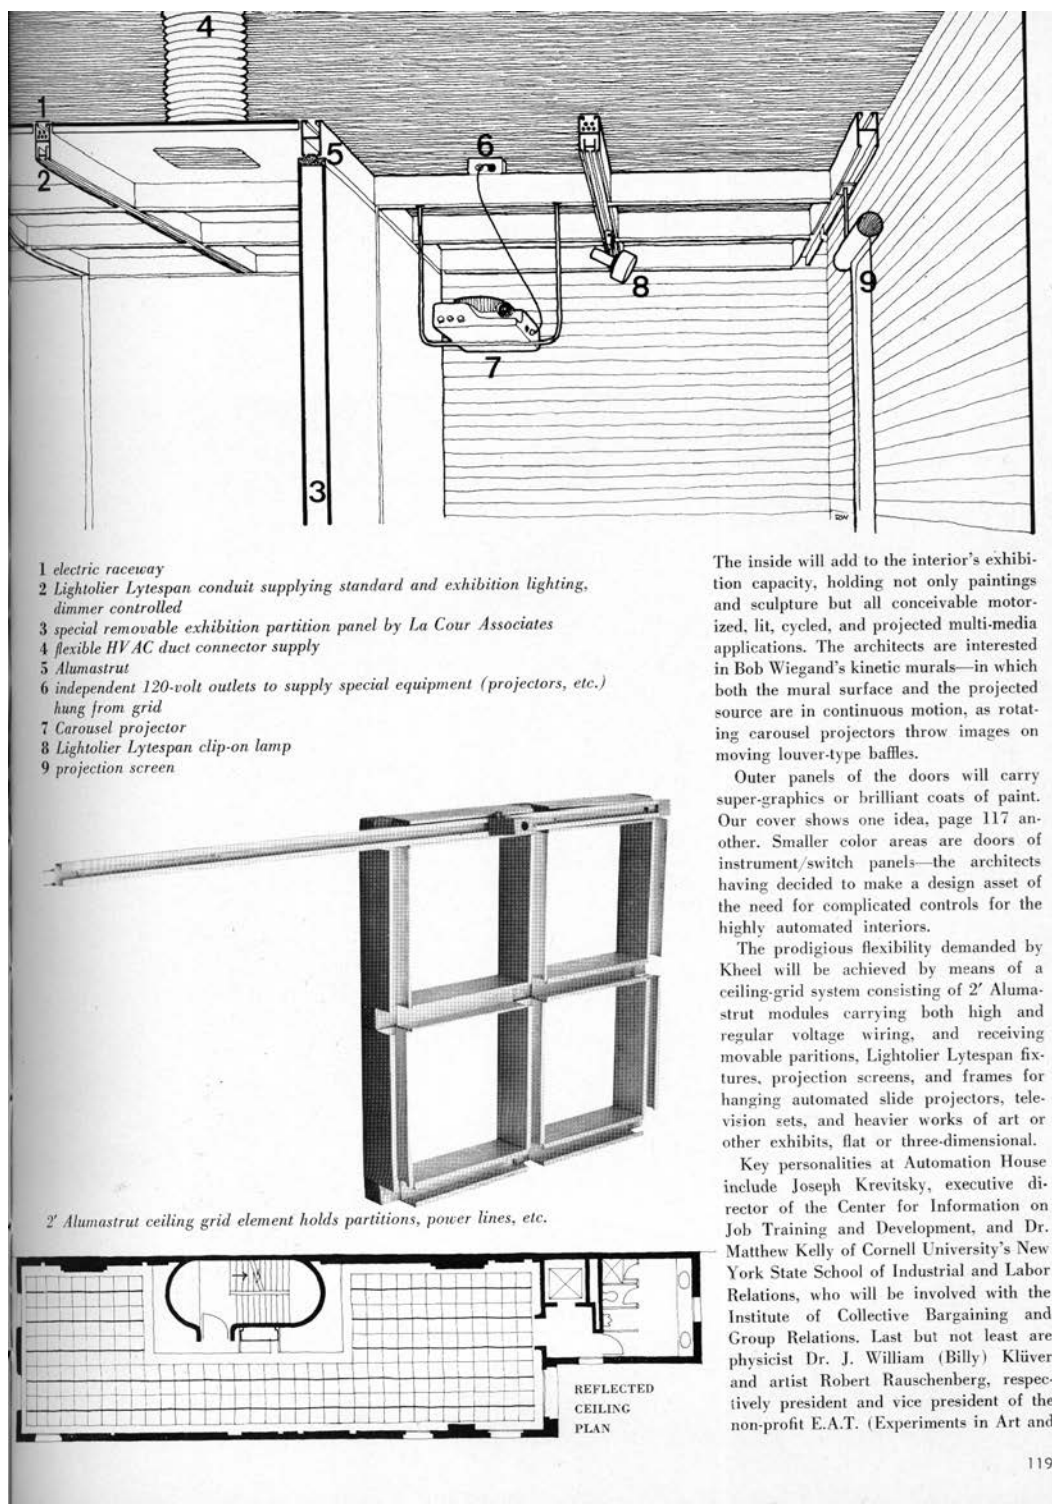 4
1
2
5
6
8
9
7
3
RW
1 electric raceway
2 Lightolier Lytespan conduit supplying standard and exhibition lighting,
dimmer controlled
3 special removable exhibition partition panel by La Cour Associates
4 flexible HVAC duct connector supply
5 Alumastrut
6 independent 120-volt outlets to supply special equipment (projectors, etc.)
hung from grid
7 Carousel projector
8 Lightolier Lytespan clip-on lamp
9 projection screen
2' Alumastrut ceiling grid element holds partitions, power lines, etc.
REFLECTED
CEILING
PLAN
The inside will add to the interior's exhibi-
tion capacity, holding not only paintings
and sculpture but all conceivable motor-
ized, lit, cycled, and projected multi-media
applications. The architects are interested
in Bob Wiegand's kinetic murals—in which
both the mural surface and the projected
source are in continuous motion, as rotat-
ing carousel projectors throw images on
moving louver-type baffles.
Outer panels of the doors will carry
super-graphics or brilliant coats of paint.
Our cover shows one idea, page 117 an-
other. Smaller color areas are doors of
instrument/switch panels—the architects
having decided to make a design asset of
the need for complicated controls for the
highly automated interiors.
The prodigious flexibility demanded by
Kheel will be achieved by means of a
ceiling-grid system consisting of 2' Aluma-
strut modules carrying both high and
regular voltage wiring, and receiving
movable paritions, Lightolier Lytespan fix-
tures, projection screens, and frames for
hanging automated slide projectors, tele-
vision sets, and heavier works of art or
other exhibits, flat or three-dimensional.
Key personalities at Automation House
include Joseph Krevitsky, executive di-
rector of the Center for Information on
Job Training and Development, and Dr.
Matthew Kelly of Cornell University's New
York State School of Industrial and Labor
Relations, who will be involved with the
Institute of Collective Bargaining and
Group Relations. Last but not least are
physicist Dr. J. William (Billy) Klüver
and artist Robert Rauschenberg, respec-
tively president and vice president of the
non-profit E.A.T. (Experiments in Art and
119